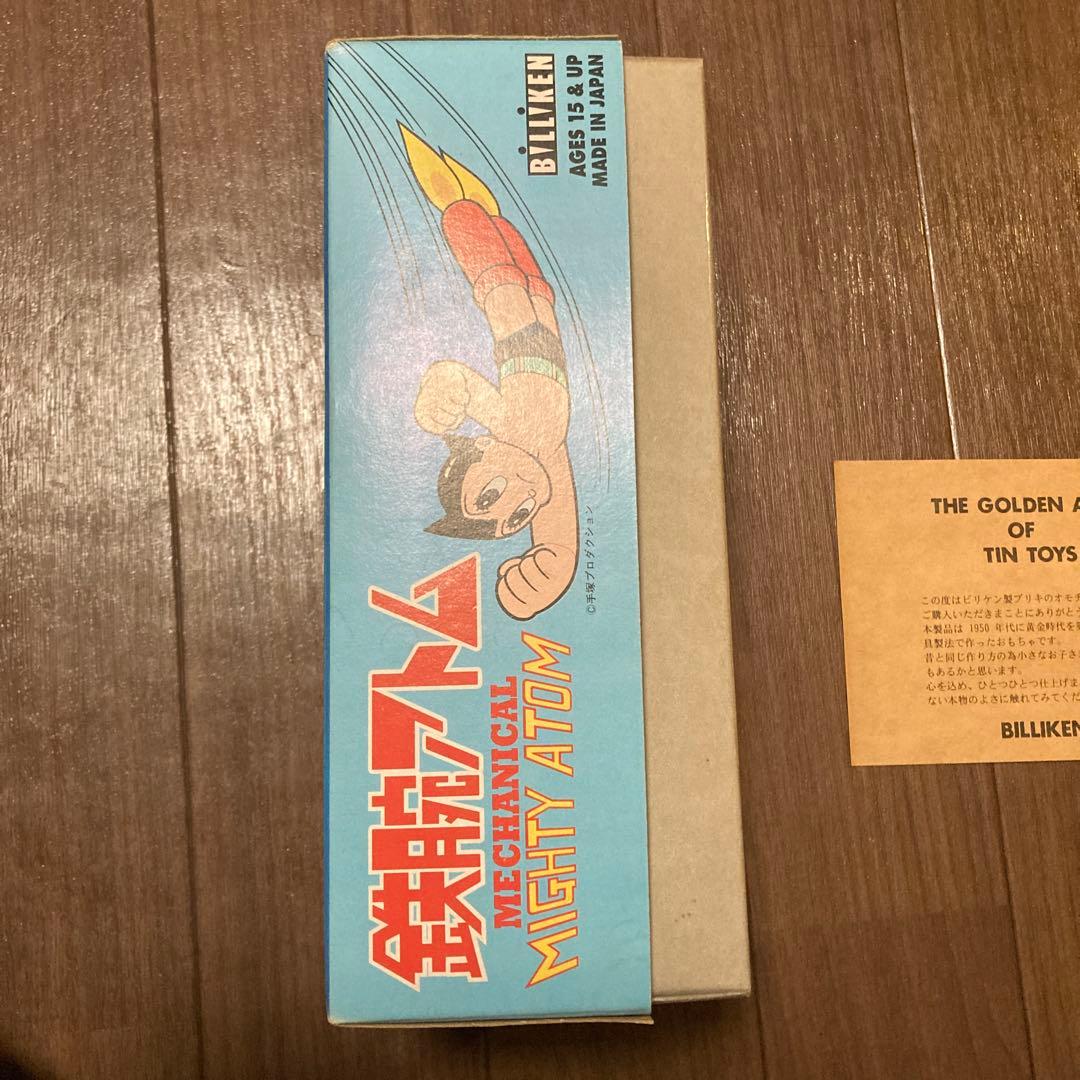 鉄腕アトム
MECHANICAL
MIGHTY ATOM
©手塚プロダクション
BILLIKEN
AGES 15 & UP
MADE IN JAPAN
THE GOLDEN A
OF
TIN TOYS
この度はビリケン製ブリキのオモチ
ご購入いただきまことにありがとう
本製品は 1950 年代に黄金時代を
具製法で作ったおもちゃです。
昔と同じ作り方の為小さなお子さま
もあるかと思います。
心を込め、ひとつひとつ仕上げま
ない本物のよさに触れてみてくだ
BILLIKEN